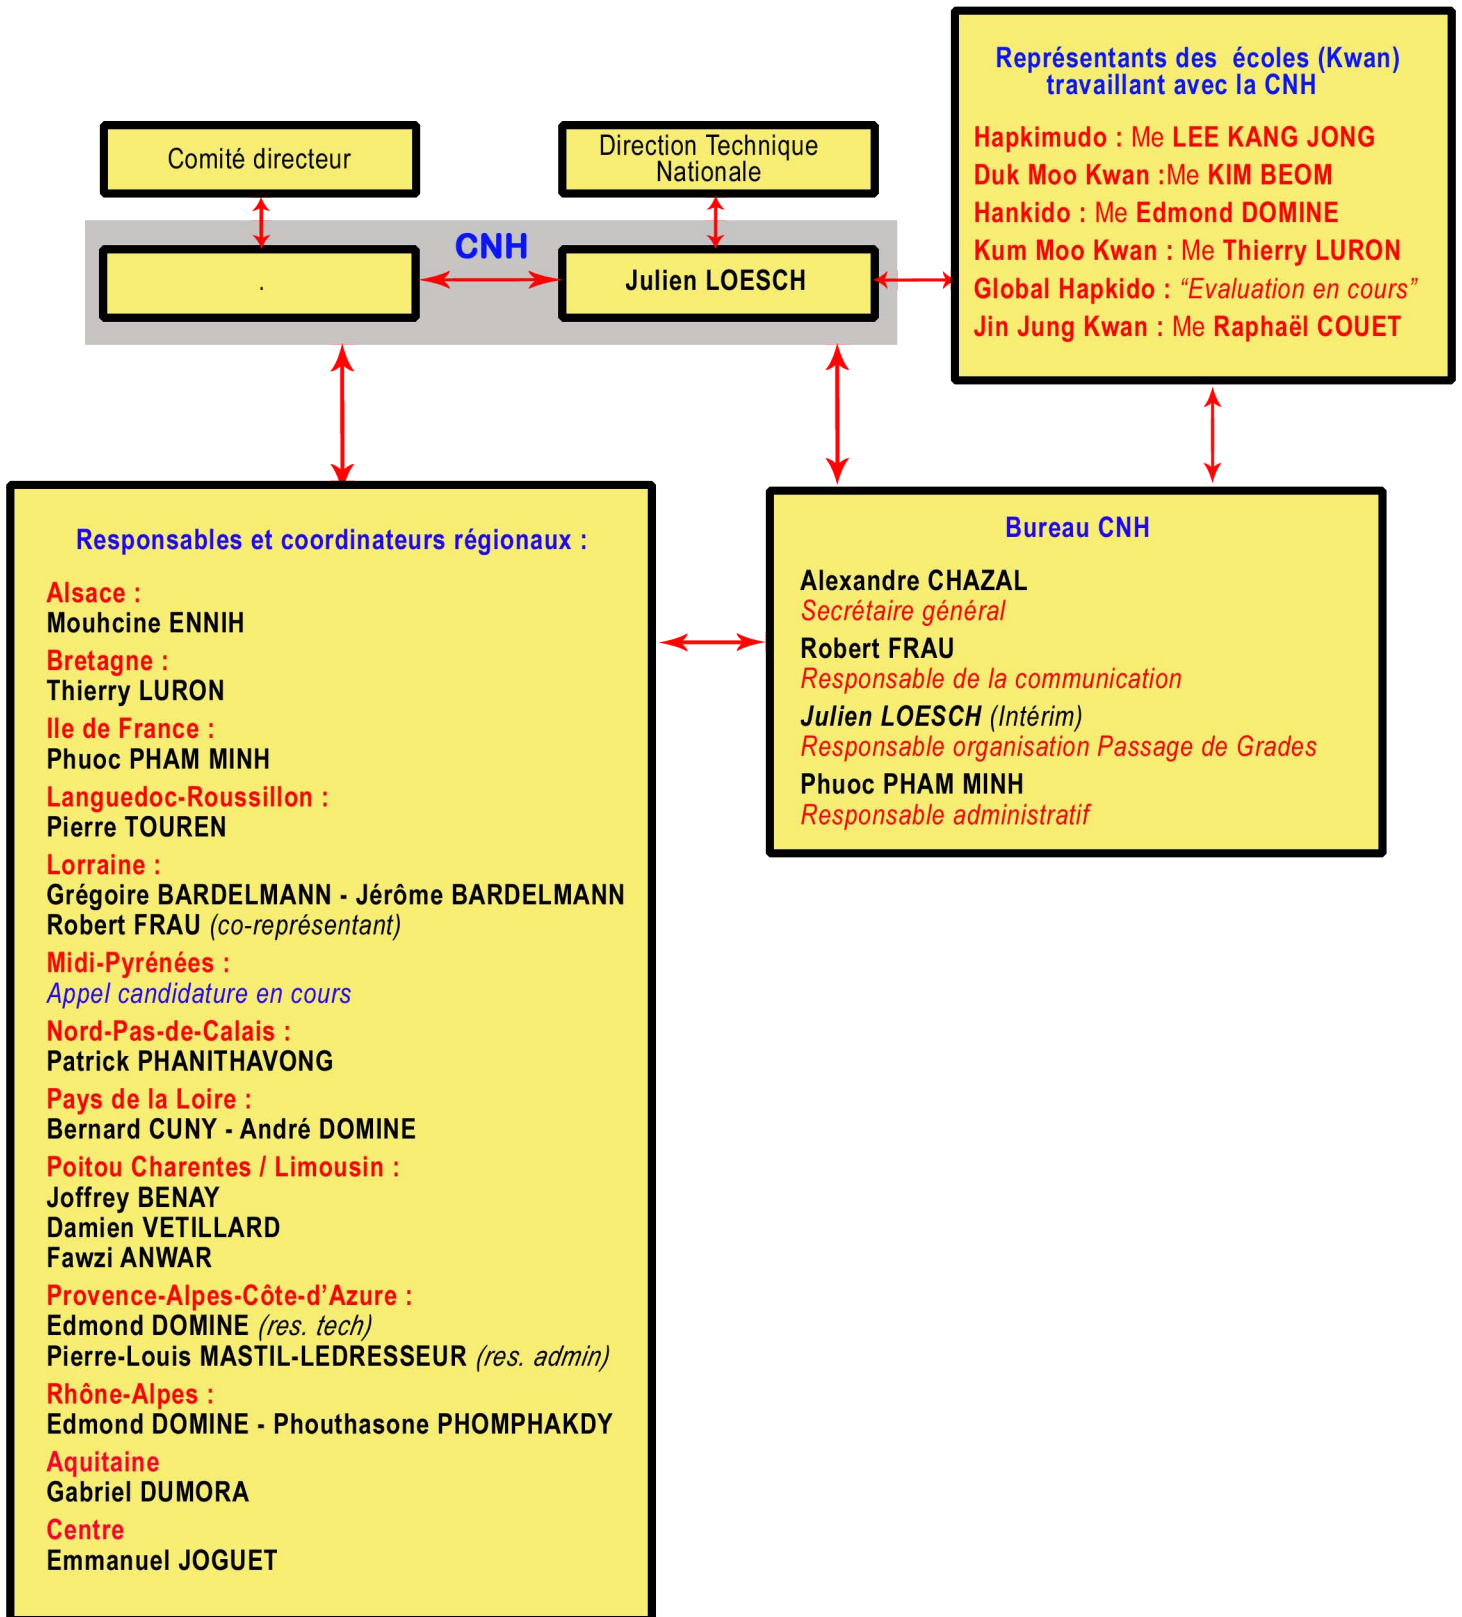 Représentants des écoles (Kwan)
travaillant avec la CNH
Hapkimudo : Me LEE KANG JONG
Duk Moo Kwan :Me KIM BEOM
Hankido : Me Edmond DOMINE
Kum Moo Kwan : Me Thierry LURON
Global Hapkido : “Evaluation en cours”
Jin Jung Kwan : Me Raphaël COUET
Comité directeur
Direction Technique
Nationale
CNH
.
Julien LOESCH
Responsables et coordinateurs régionaux :
Alsace :
Mouhcine ENNIH
Bretagne :
Thierry LURON
Ile de France :
Phuoc PHAM MINH
Languedoc-Roussillon :
Pierre TOUREN
Lorraine :
Grégoire BARDELMANN - Jérôme BARDELMANN
Robert FRAU (co-représentant)
Midi-Pyrénées :
Appel candidature en cours
Nord-Pas-de-Calais :
Patrick PHANITHAVONG
Pays de la Loire :
Bernard CUNY - André DOMINE
Poitou Charentes / Limousin :
Joffrey BENAY
Damien VETILLARD
Fawzi ANWAR
Provence-Alpes-Côte-d’Azure :
Edmond DOMINE (res. tech)
Pierre-Louis MASTIL-LEDRESSEUR (res. admin)
Rhône-Alpes :
Edmond DOMINE - Phouthasone PHOMPHAKDY
Aquitaine
Gabriel DUMORA
Centre
Emmanuel JOGUET
Bureau CNH
Alexandre CHAZAL
Secrétaire général
Robert FRAU
Responsable de la communication
Julien LOESCH (Intérim)
Responsable organisation Passage de Grades
Phuoc PHAM MINH
Responsable administratif